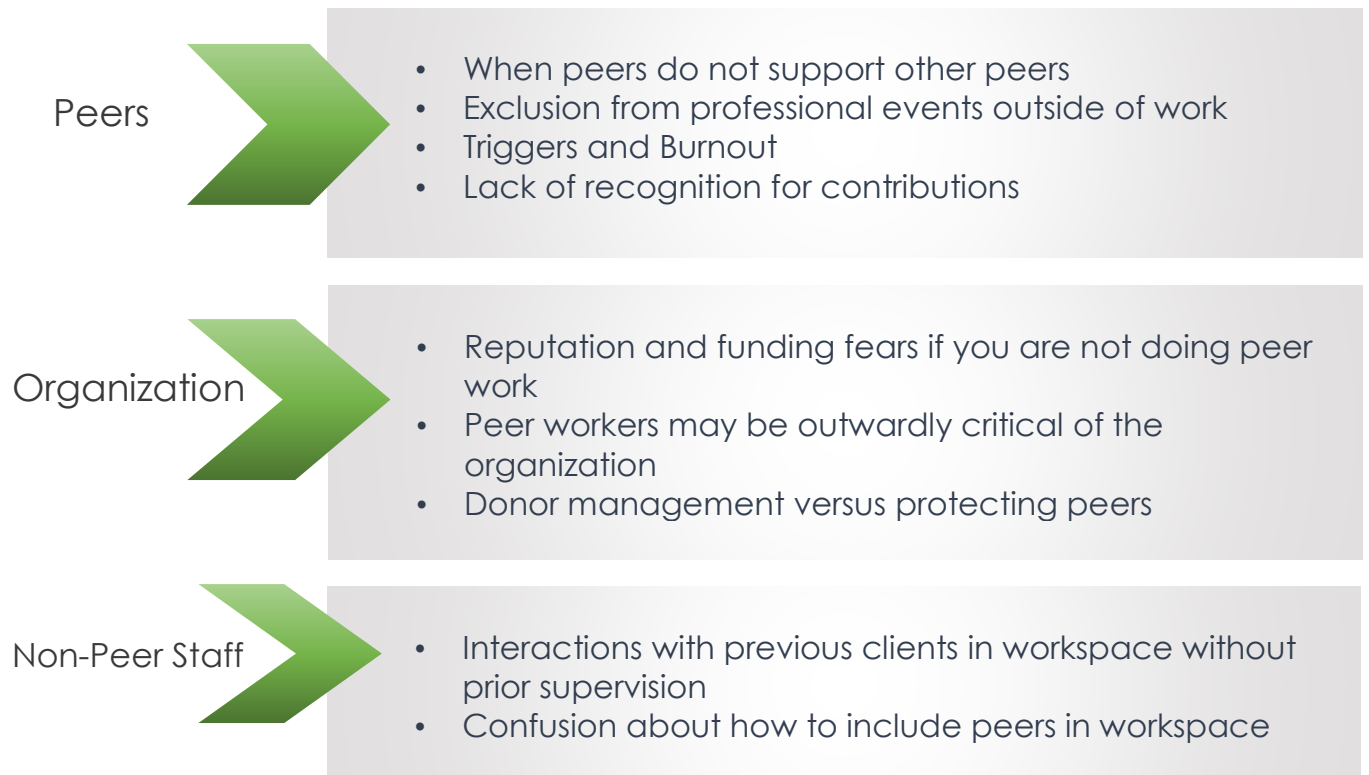 Peers
• When peers do not support other peers
• Exclusion from professional events outside of work
• Triggers and Burnout
• Lack of recognition for contributions
Organization
• Reputation and funding fears if you are not doing peer
work
• Peer workers may be outwardly critical of the
organization
• Donor management versus protecting peers
Non-Peer Staff
• Interactions with previous clients in workspace without
prior supervision
• Confusion about how to include peers in workspace